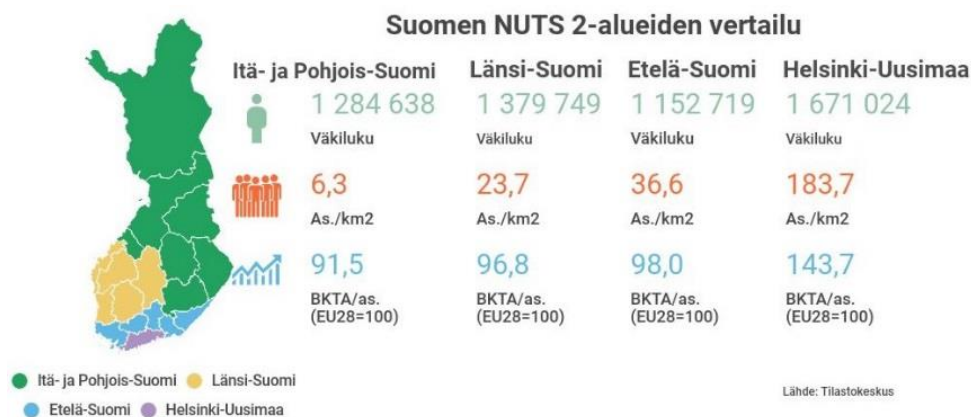 Suomen NUTS 2-alueiden vertailu
Itä- ja Pohjois-Suomi Länsi-Suomi Etelä-Suomi Helsinki-Uusimaa
1 284 638 1 379 749 1 152 719 1 671 024
Väkiluku Väkiluku Väkiluku Väkiluku
6,3 23,7 36,6 183,7
As./km2 As./km2 As./km2 As./km2
91,5 96,8 98,0 143,7
BKTA/as. BKTA/as. BKTA/as. BKTA/as.
(EU28=100) (EU28=100) (EU28=100) (EU28=100)
Itä- ja Pohjois-Suomi Länsi-Suomi
Etelä-Suomi Helsinki-Uusimaa
Lähde: Tilastokeskus